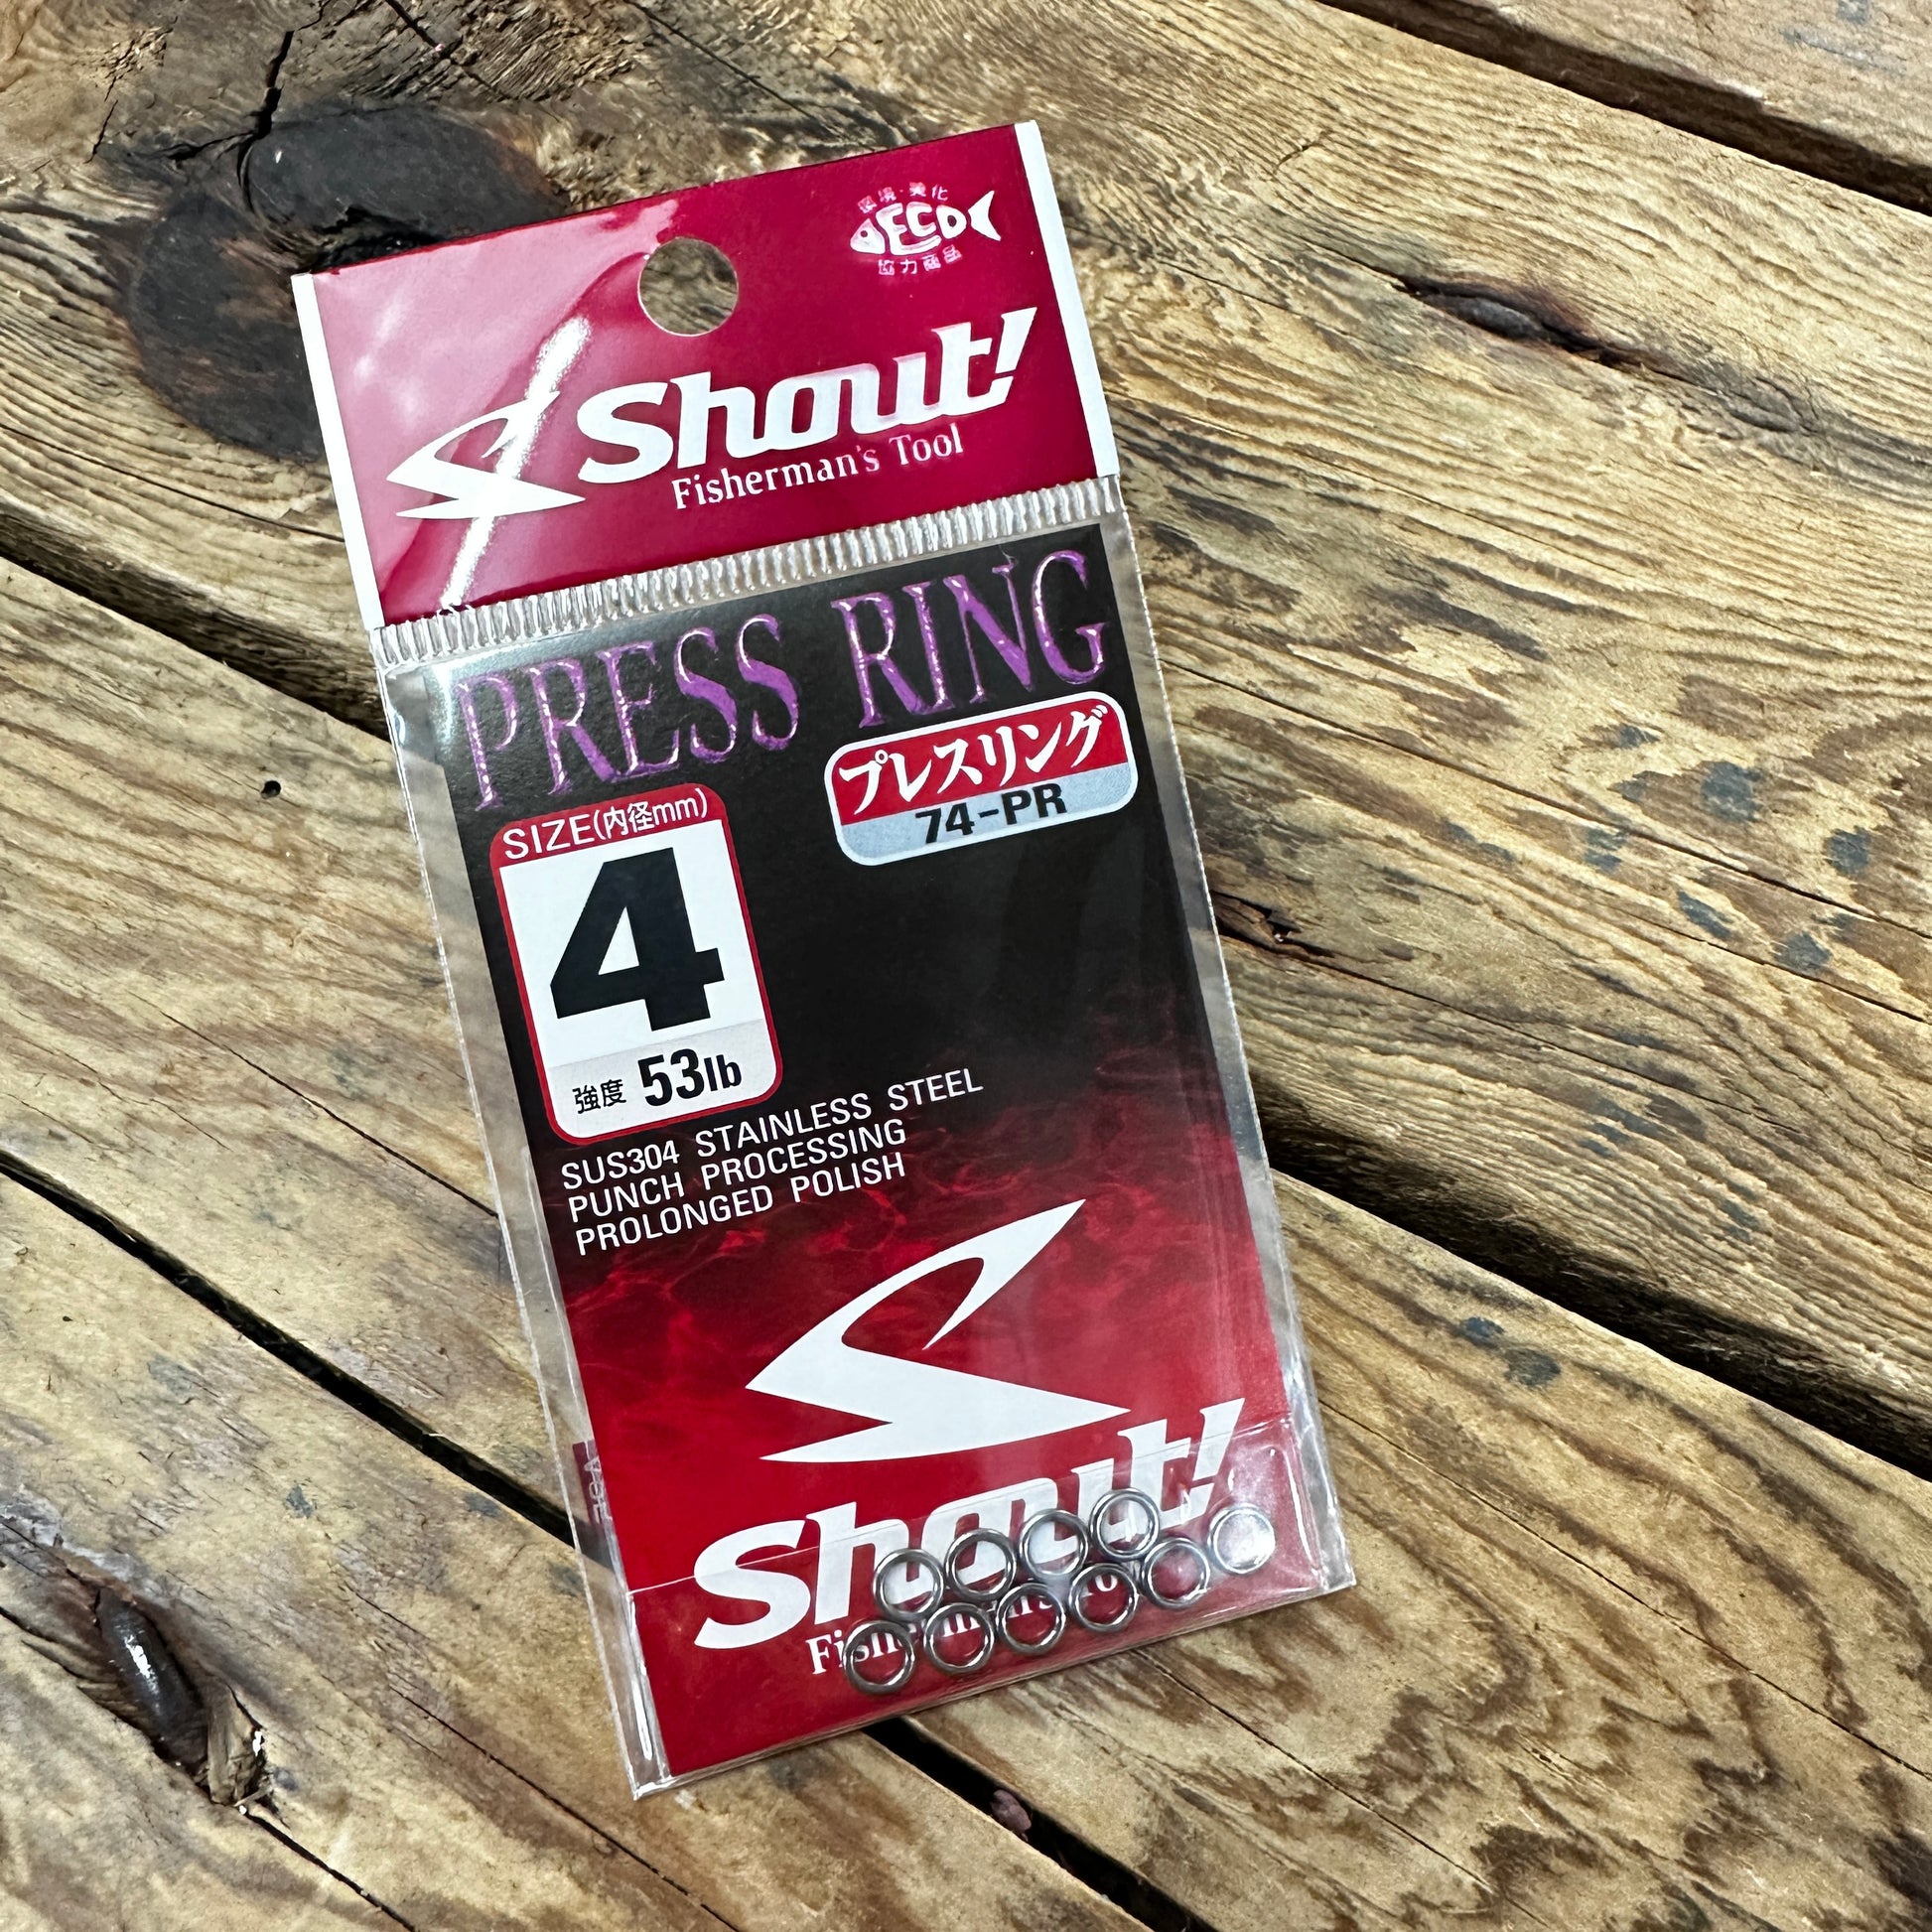 環境・美化
ECO
協力商品
Shout!
Fisherman's Tool
PRESS RING
プレスリング
74-PR
SIZE(内径mm)
4
強度 53lb
SUS304 STAINLESS STEEL
PUNCH PROCESSING
PROLONGED POLISH
Shout!